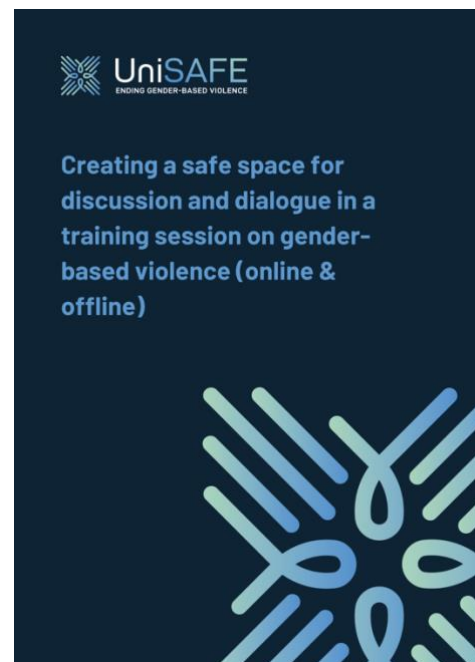 UniSAFE
ENDING GENDER-BASED VIOLENCE
Creating a safe space for
discussion and dialogue in a
training session on gender-
based violence (online &
offline)